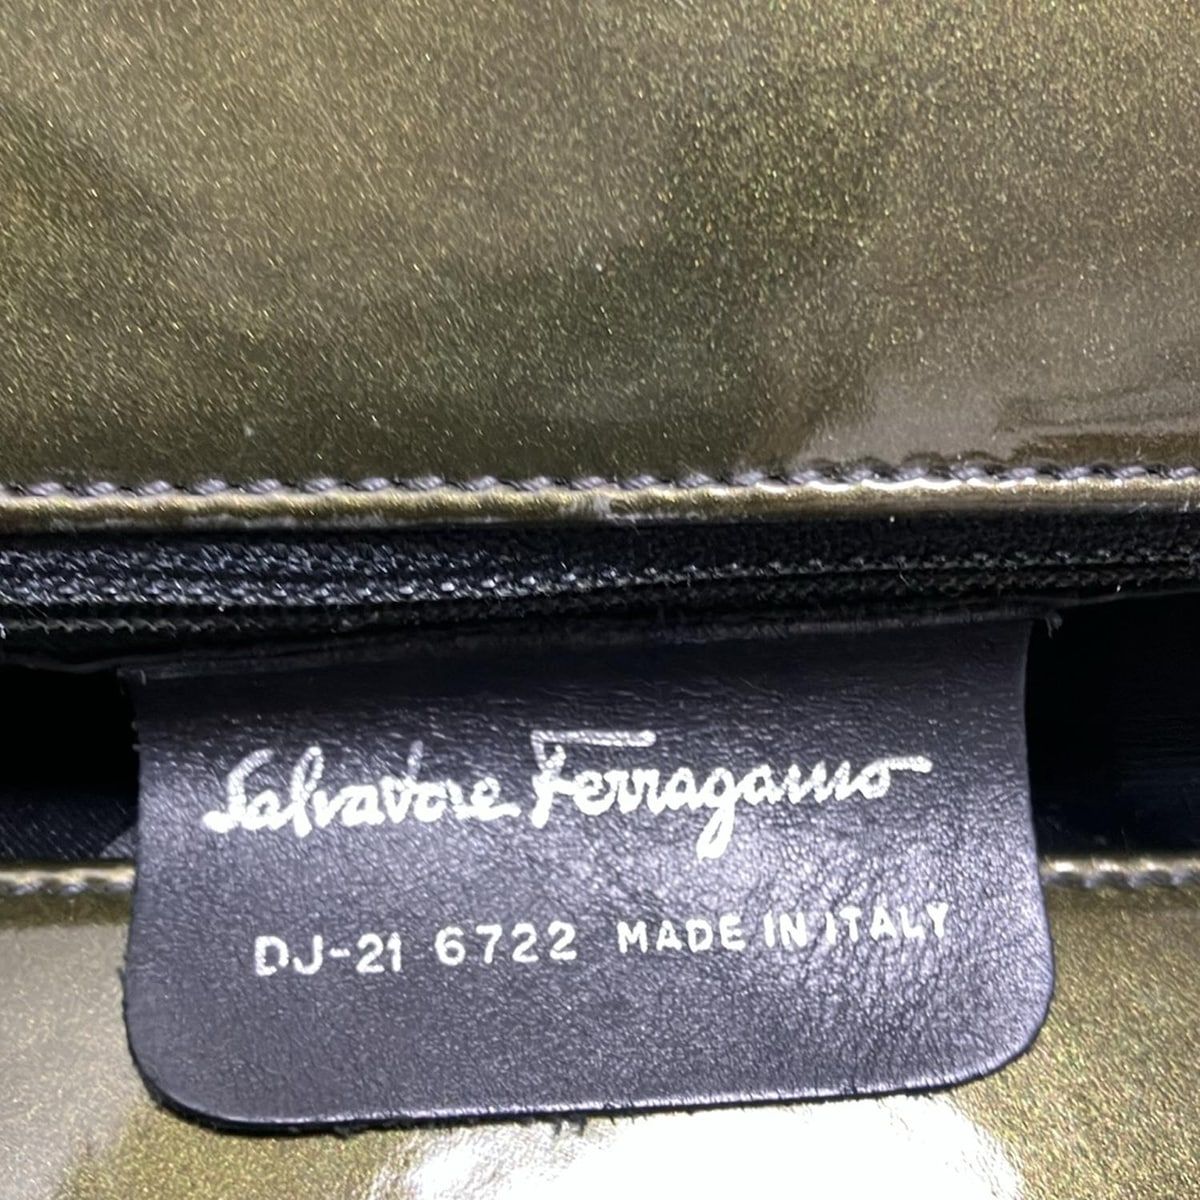 Salvatore Ferragamo
DJ-21 6722 MADE IN ITALY